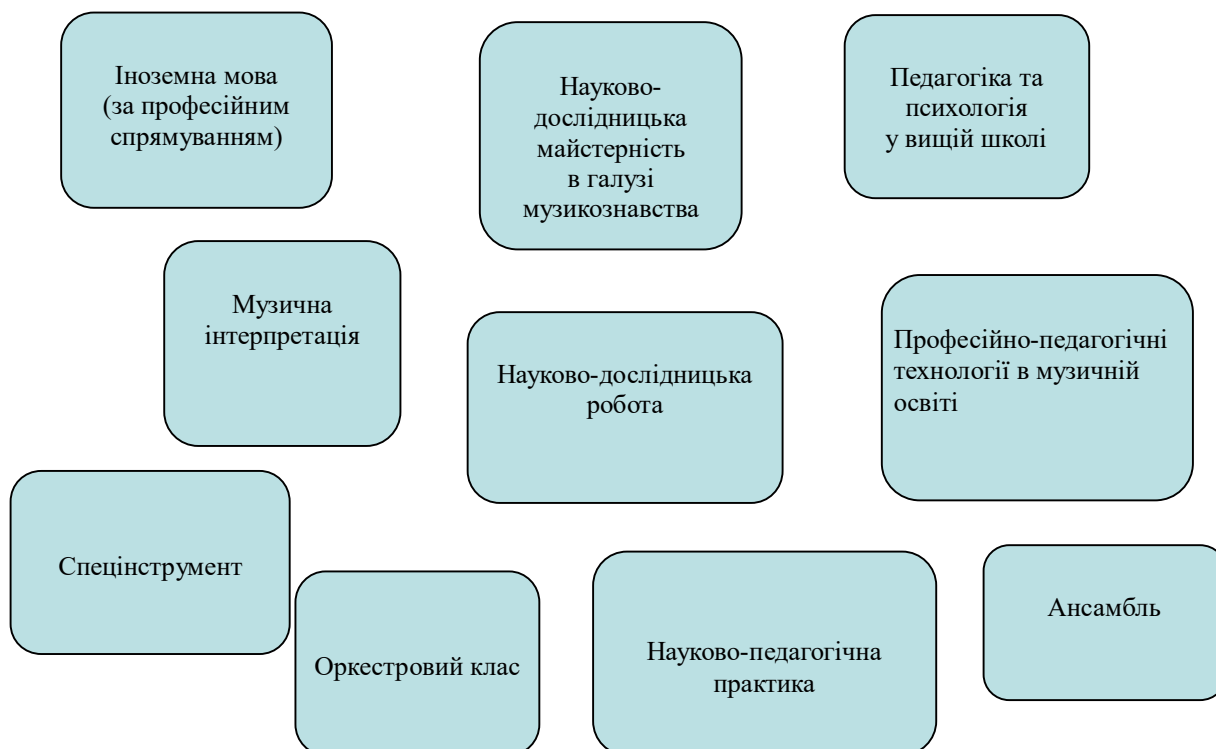 Іноземна мова
(за професійним
спрямуванням)
Науково-
дослідницька
майстерність
в галузі
музикознавства
Педагогіка та
психологія
у вищій школі
Музична
інтерпретація
Науково-дослідницька
робота
Професійно-педагогічні
технології в музичній
освіті
Спецінструмент
Оркестровий клас
Науково-педагогічна
практика
Ансамбль